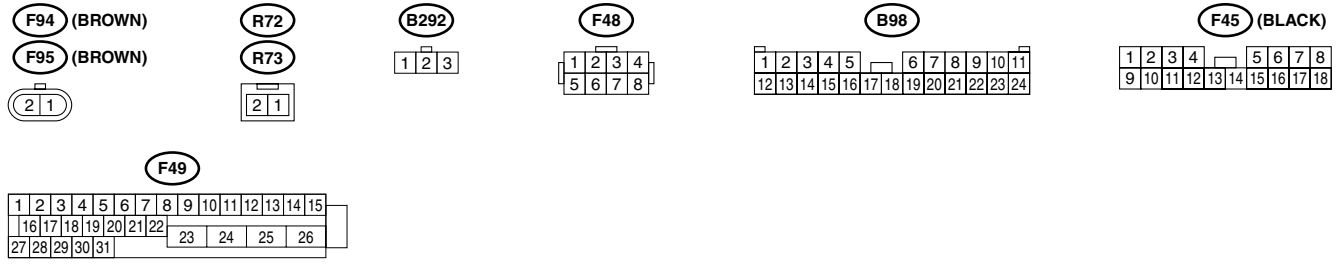 F94 (BROWN) R72 B292 F48 B98 F45 (BLACK)
F95 (BROWN) R73
1 2 3
1 2 3 4
5 6 7 8
1 2 3 4 5 6 7 8 9 10 11
12 13 14 15 16 17 18 19 20 21 22 23 24
1 2 3 4 5 6 7 8
9 10 11 12 13 14 15 16 17 18
2 1
2 1
F49
1 2 3 4 5 6 7 8 9 10 11 12 13 14 15
16 17 18 19 20 21 22
23 24 25 26
27 28 29 30 31